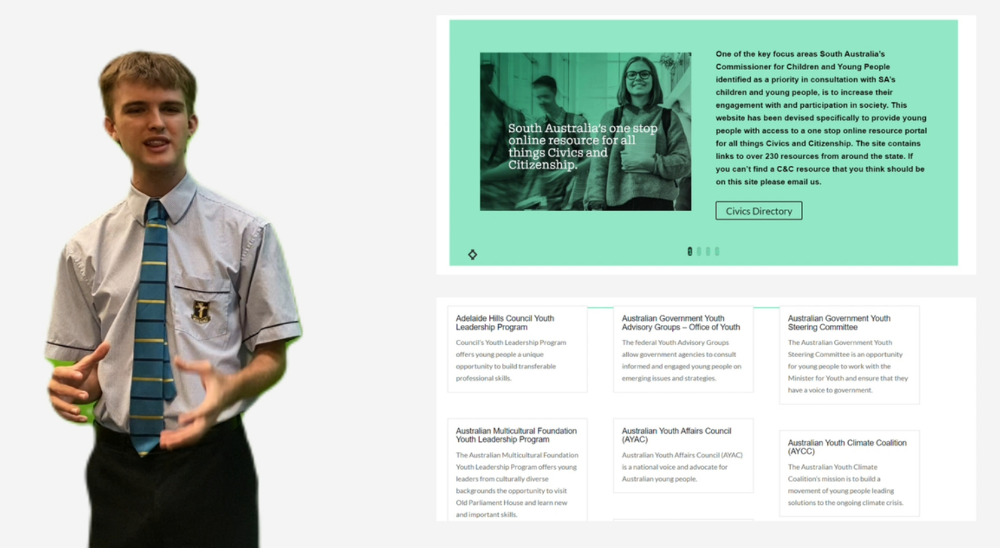 One of the key focus areas South Australia's
Commissioner for Children and Young People
identified as a priority in consultation with SA's
children and young people, is to increase their
engagement with and participation in society. This
website has been devised specifically to provide young
people with access to a one stop online resource portal
for all things Civics and Citizenship. The site contains
links to over 230 resources from around the state. If
you can't find a C&C resource that you think should be
on this site please email us.
South Australia's one stop
online resource for all
things Civics and
Citizenship.
Civics Directory
1
Adelaide Hills Council Youth
Leadership Program
Council's Youth Leadership Program
offers young people a unique
opportunity to build transferable
professional skills.
Australian Government Youth
Advisory Groups – Office of Youth
The federal Youth Advisory Groups
allow government agencies to consult
informed and engaged young people on
emerging issues and strategies.
Australian Government Youth
Steering Committee
The Australian Government Youth
Steering Committee is an opportunity
for young people to work with the
Minister for Youth and ensure that they
have a voice to government.
Australian Multicultural Foundation
Youth Leadership Program
The Australian Multicultural Foundation
Youth Leadership Program offers young
leaders from culturally diverse
backgrounds the opportunity to visit
Old Parliament House and learn new
and important skills.
Australian Youth Affairs Council
(AYAC)
Australian Youth Affairs Council (AYAC)
is a national voice and advocate for
Australian young people.
Australian Youth Climate Coalition
(AYCC)
The Australian Youth Climate
Coalition's mission is to build a
movement of young people leading
solutions to the ongoing climate crisis.